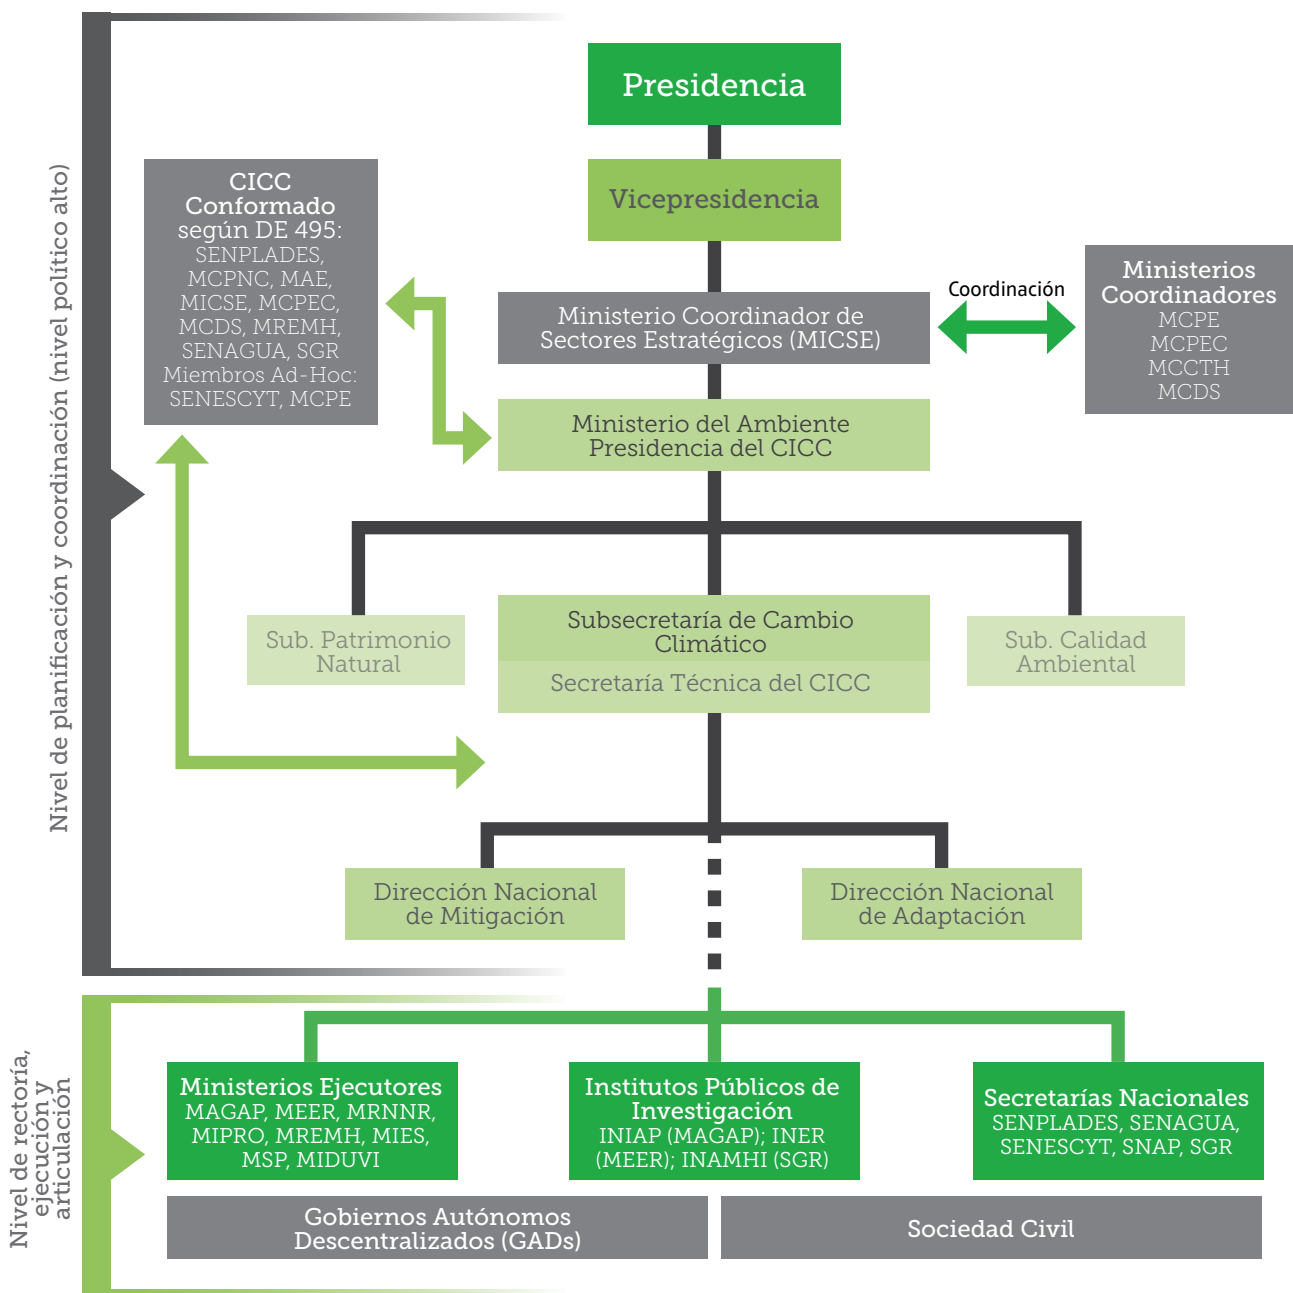 Presidencia
Vicepresidencia
CICC
Conformado
según DE 495:
SENPLADES,
MCPNC, MAE,
MICSE, MCPEC,
MCDS, MREMH,
SENAGUA, SGR
Miembros Ad-Hoc:
SENESCYT, MCPE
Ministerio Coordinador de
Sectores Estratégicos (MICSE)
Coordinación
Ministerios
Coordinadores
MCPE
MCPEC
MCCTH
MCDS
Ministerio del Ambiente
Presidencia del CICC
Nivel de planificación y coordinación (nivel político alto)
Sub. Patrimonio
Natural
Subsecretaría de Cambio
Climático
Secretaría Técnica del CICC
Sub. Calidad
Ambiental
Dirección Nacional
de Mitigación
Dirección Nacional
de Adaptación
Nivel de rectoría,
ejecución y
articulación
Ministerios Ejecutores
MAGAP, MEER, MRNNR,
MIPRO, MREMH, MIES,
MSP, MIDUVI
Institutos Públicos de
Investigación
INIAP (MAGAP); INER
(MEER); INAMHI (SGR)
Secretarías Nacionales
SENPLADES, SENAGUA,
SENESCYT, SNAP, SGR
Gobiernos Autónomos
Descentralizados (GADs)
Sociedad Civil